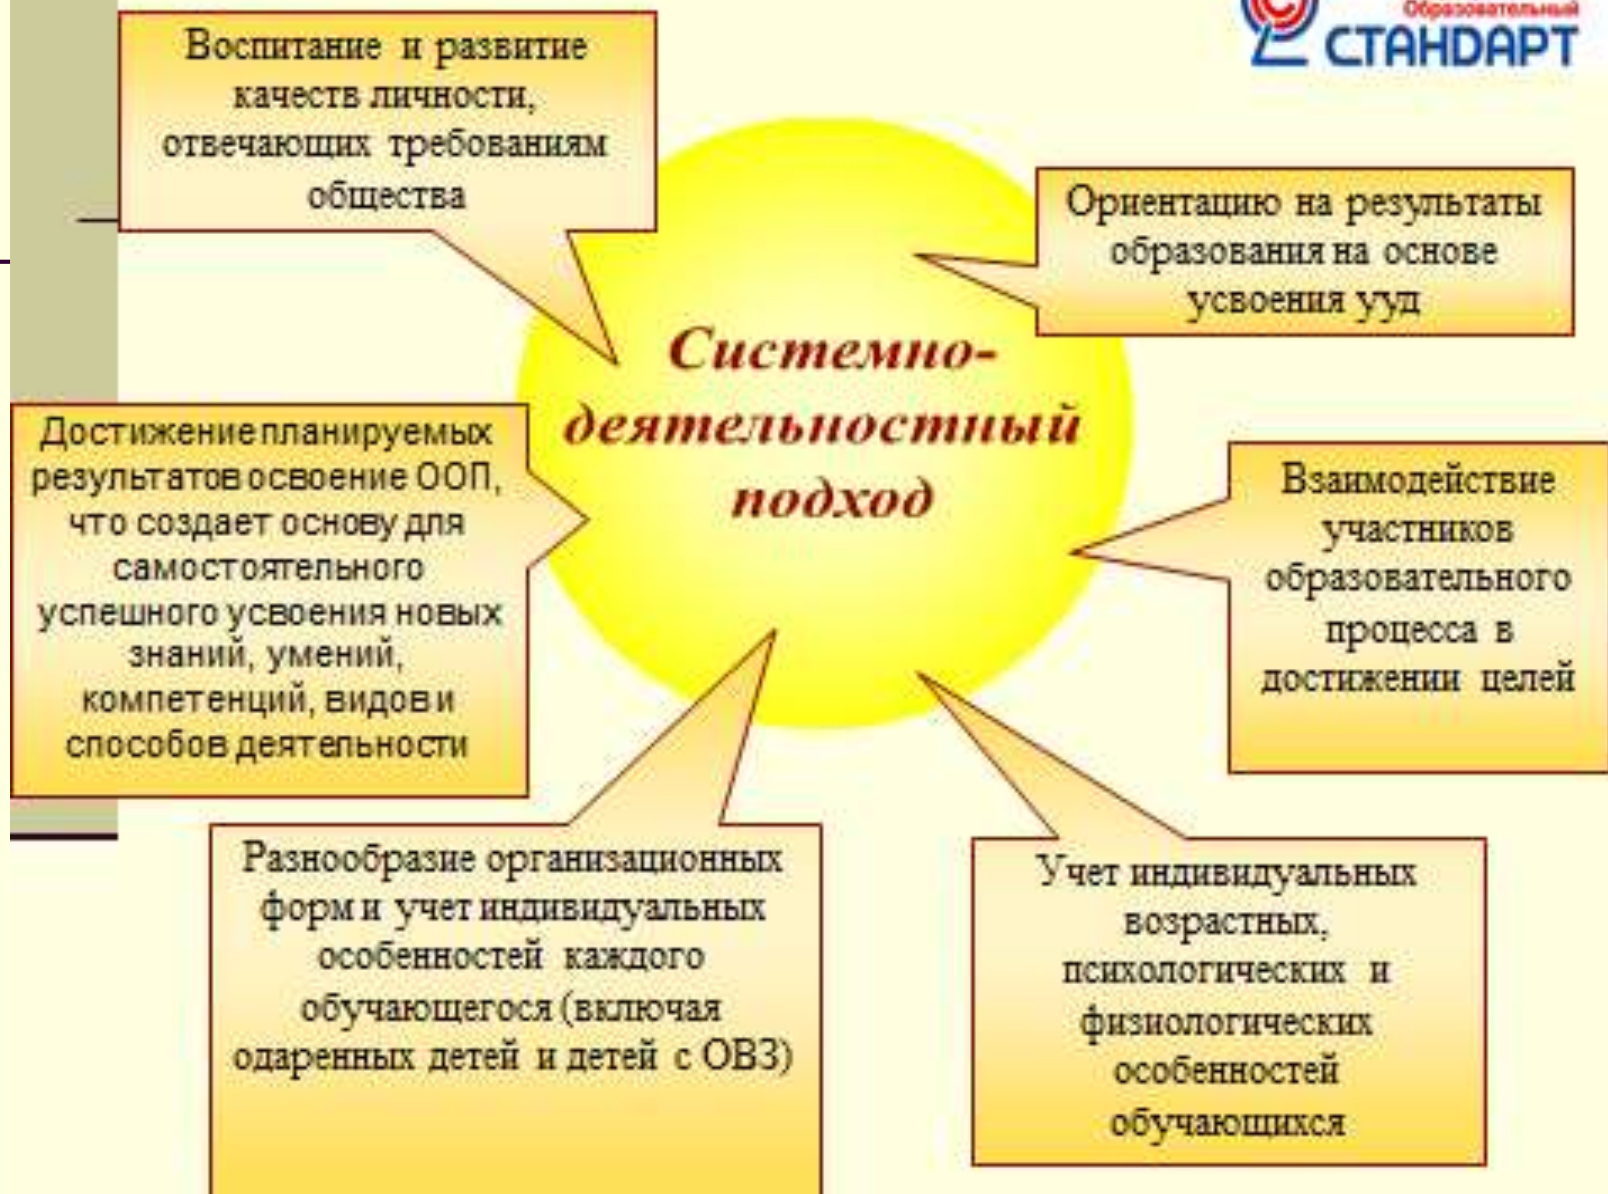 Образовательный
СТАНДАРТ
Воспитание и развитие
качеств личности,
отвечающих требованиям
общества
Ориентацию на результаты
образования на основе
усвоения ууд
Системно-
деятельностный
подход
Достижение планируемых
результатов освоение ООП,
что создает основу для
самостоятельного
успешного усвоения новых
знаний, умений,
компетенций, видов и
способов деятельности
Взаимодействие
участников
образовательного
процесса в
достижении целей
Разнообразие организационных
форм и учет индивидуальных
особенностей каждого
обучающегося (включая
одаренных детей и детей с ОВЗ)
Учет индивидуальных
возрастных,
психологических и
физиологических
особенностей
обучающихся